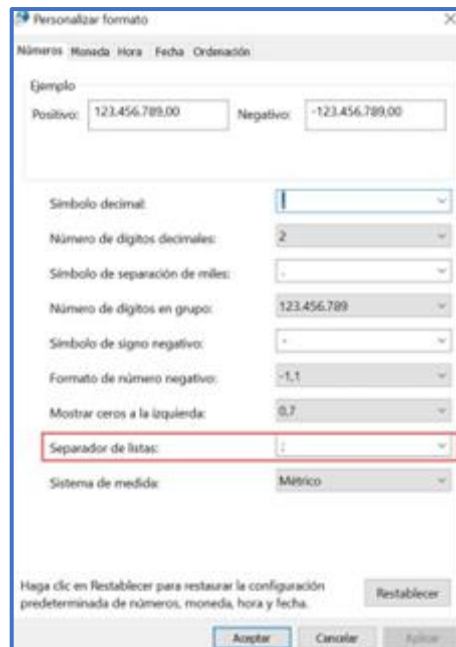 Personalizar formato
Números Moneda Hora Fecha Ordenación
Ejemplo
Positivo: 123.456.789,00 Negativo: -123.456.789,00
Símbolo decimal:
Número de dígitos decimales: 2
Símbolo de separación de miles: .
Número de dígitos en grupo: 123.456.789
Símbolo de signo negativo: -
Formato de número negativo: -1,1
Mostrar ceros a la izquierda: 0,7
Separador de listas: ;
Sistema de medida: Métrico
Haga clic en Restablecer para restaurar la configuración
predeterminada de números, moneda, hora y fecha.
Restablecer
Aceptar Cancelar Aplicar